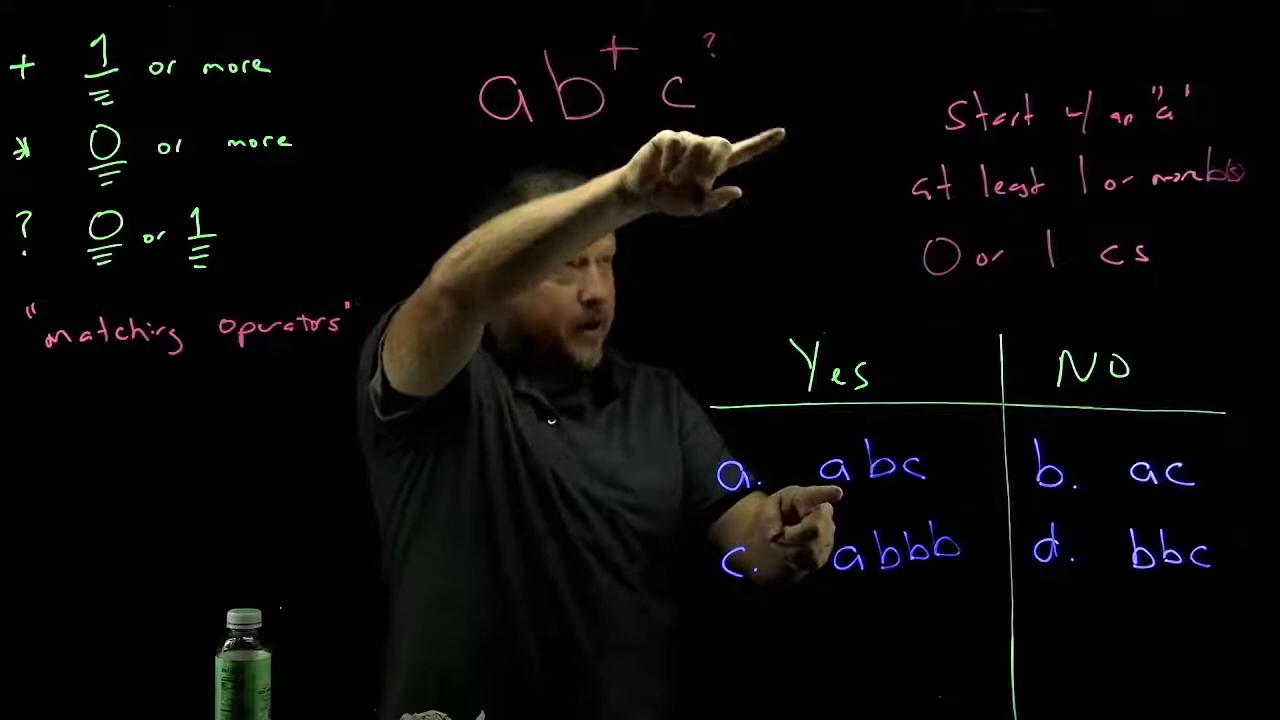 + 1 or more
* 0 or more
? 0 or 1
"matching operators"
ab+c?
Start w/ an "a"
at least 1 or more bs
0 or 1 cs
Yes NO
a. abc b. ac
c. abbb d. bbc